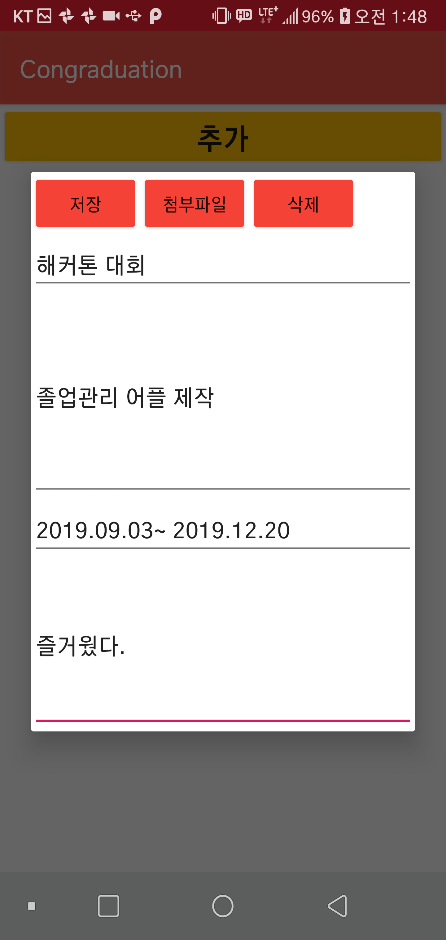 KT HD LTE+ 96% 오전 1:48
Congraduation
추가
저장 첨부파일 삭제
해커톤 대회
졸업관리 어플 제작
2019.09.03~ 2019.12.20
즐거웠다.